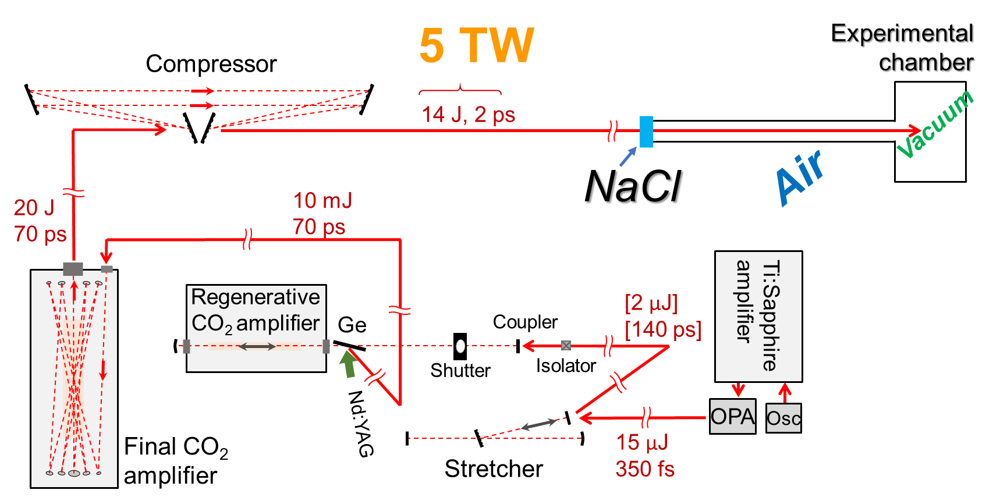 5 TW
Experimental
chamber
Compressor
14 J, 2 ps
Vacuum
NaCl
Air
20 J
70 ps
10 mJ
70 ps
Regenerative
CO₂ amplifier
Ge
Nd:YAG
Shutter
Coupler
Isolator
[2 µJ]
[140 ps]
Ti:Sapphire
amplifier
OPA
Osc
15 µJ
350 fs
Stretcher
Final CO₂
amplifier